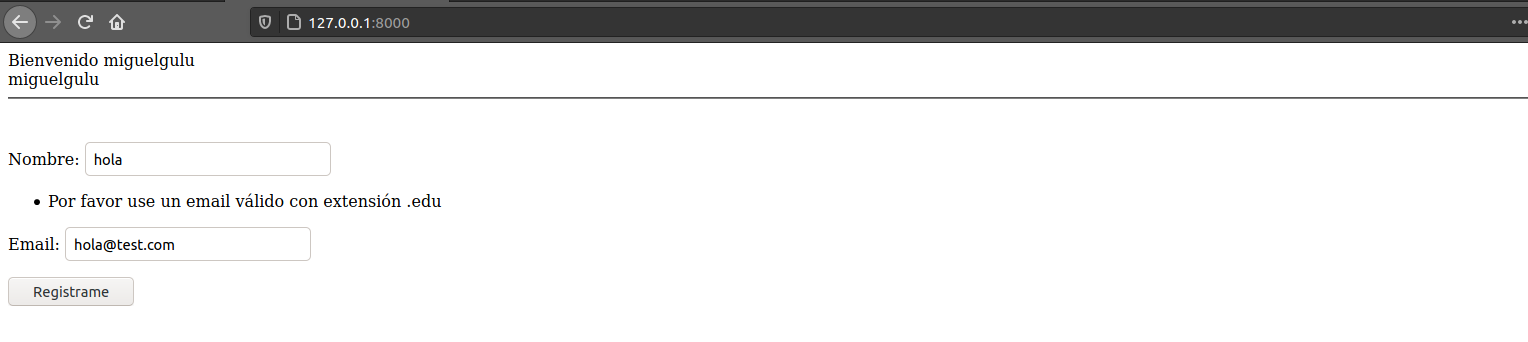 127.0.0.1:8000
Bienvenido miguelgulu
miguelgulu
Nombre: hola
Por favor use un email válido con extensión .edu
Email: hola@test.com
Registrame